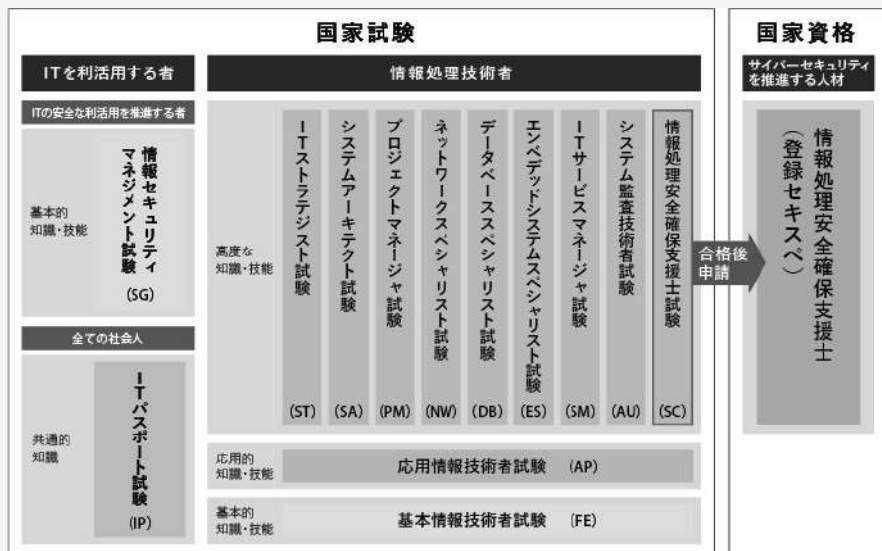 国家試験
国家資格
ITを利活用する者
情報処理技術者
サイバーセキュリティ
を推進する人材
ITの安全な利活用を推進する者
基本的
知識・技能
情報セキュリティ
マネジメント試験
(SG)
全ての社会人
共通的
知識
ITパスポート試験
(IP)
高度な
知識・技能
ITストラテジスト試験
(ST)
システムアーキテクト試験
(SA)
プロジェクトマネージャ試験
(PM)
ネットワークスペシャリスト試験
(NW)
データベーススペシャリスト試験
(DB)
エンベデッドシステムスペシャリスト試験
(ES)
ITサービスマネージャ試験
(SM)
システム監査技術者試験
(AU)
情報処理安全確保支援士試験
(SC)
合格後
申請
情報処理安全確保支援士
(登録セキスペ)
応用的
知識・技能
応用情報技術者試験 (AP)
基本的
知識・技能
基本情報技術者試験 (FE)